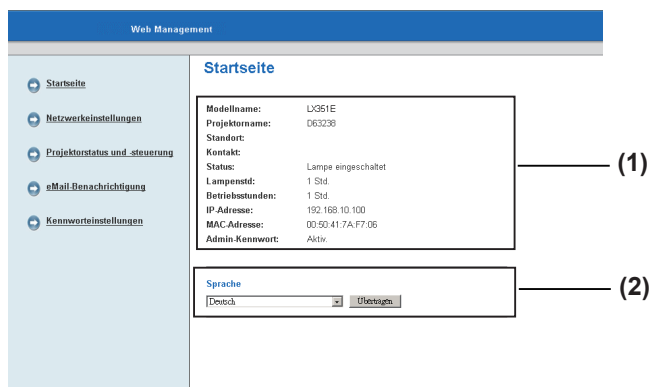 Web Management
Startseite
Netzwerkeinstellungen
Projektorstatus und -steuerung
eMail-Benachrichtigung
Kennworteinstellungen
Startseite
Modellname: LX351E
Projektorname: D63238
Standort:
Kontakt:
Status: Lampe eingeschaltet
Lampenstd: 1 Std.
Betriebsstunden: 1 Std.
IP-Adresse: 192.168.10.100
MAC-Adresse: 00:50:41:7A:F7:06
Admin-Kennwort: Aktiv.
(1)
Sprache
Deutsch Übertragen
(2)